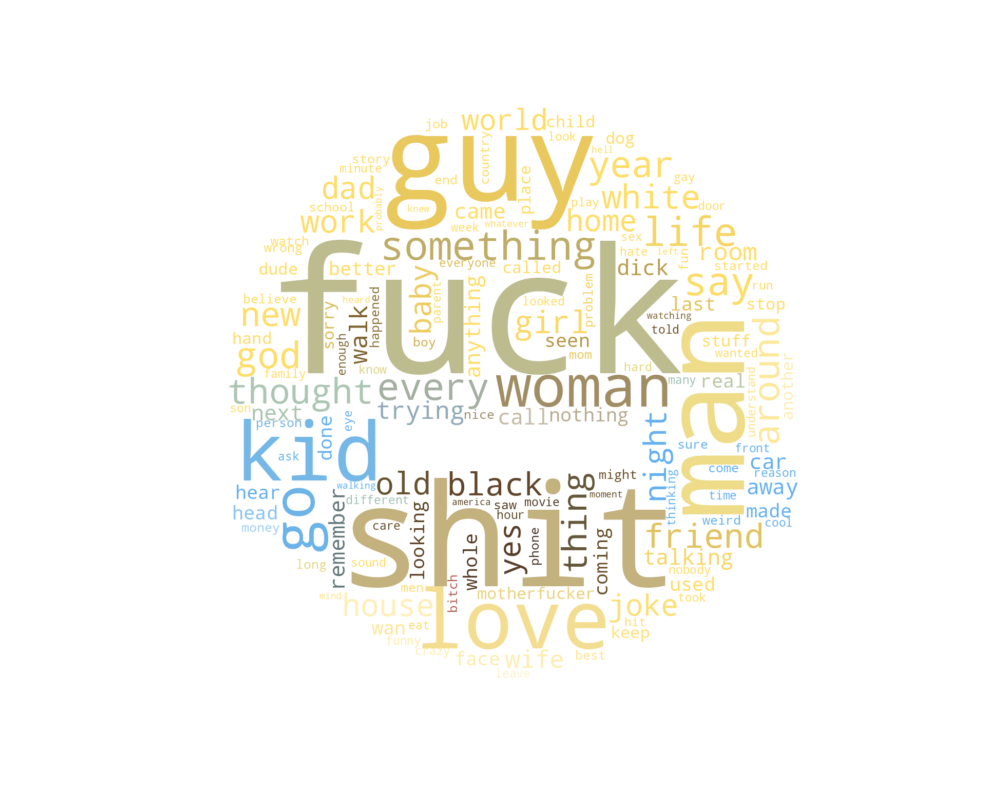 job
world
child
guy
look
hell
dog
story
minute
country
year
gay
end
place
dad
probably
white
school
knew
came
play
door
work
week
whatever
home
life
watch
something
sex
wrong
hate
left
fun
room
dude
better
everyone
called
dick
started
fuck
baby
parent
anything
looked
problem
say
run
believe
heard
last
stop
new
sorry
walk
happened
girl
watching
told
hand
boy
seen
stuff
man
around
god
enough
know
mom
wanted
family
hard
understand
another
thought
every
woman
many
real
son
next
trying
nice
call
nothing
person
done
eye
kid
night
sure
front
ask
car
come
reason
hear
go
walking
old
black
thing
might
thinking
away
head
remember
different
america
saw
movie
moment
time
money
shit
hour
made
care
looking
yes
phone
weird
cool
friend
long
sound
whole
coming
talking
nobody
mind
men
bitch
motherfucker
used
house
love
joke
hit
took
wan
eat
keep
funny
crazy
face
wife
best
leave